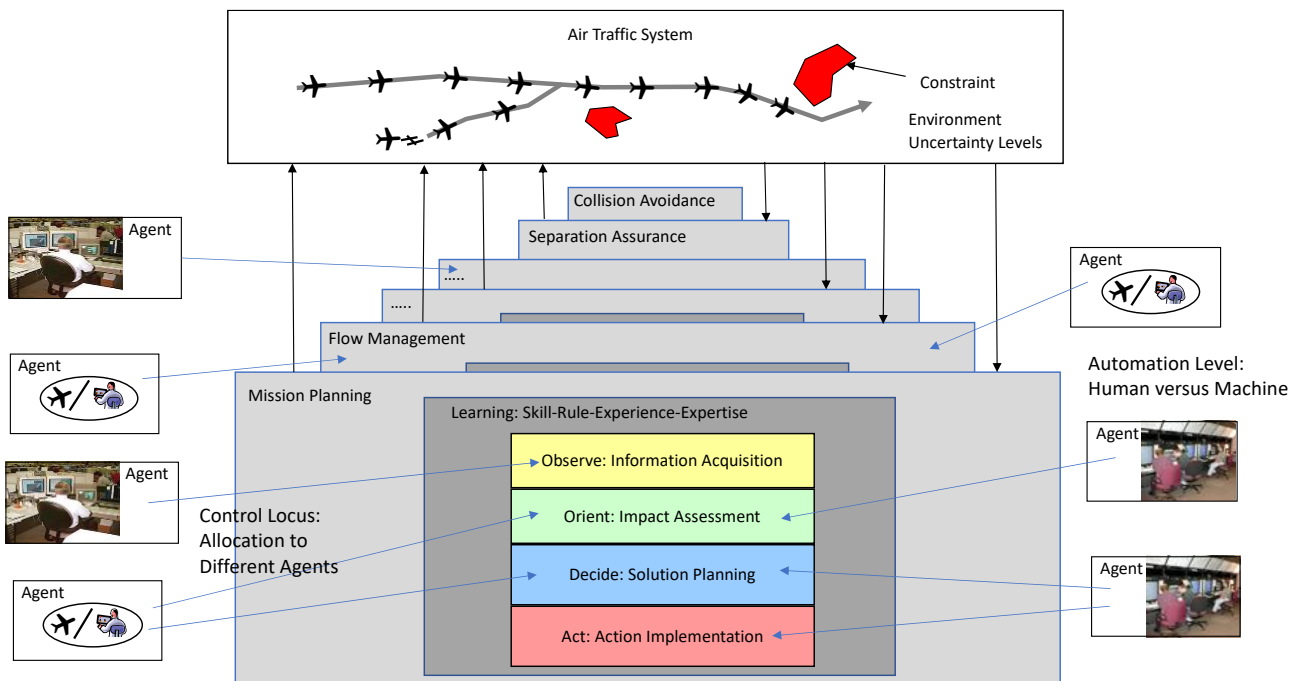 Air Traffic System
Constraint
Environment
Uncertainty Levels
Collision Avoidance
Agent
Separation Assurance
Agent
.....
.....
Flow Management
Agent
Automation Level:
Human versus Machine
Mission Planning
Learning: Skill-Rule-Experience-Expertise
Agent
Observe: Information Acquisition
Agent
Control Locus:
Allocation to
Different Agents
Orient: Impact Assessment
Decide: Solution Planning
Agent
Agent
Act: Action Implementation